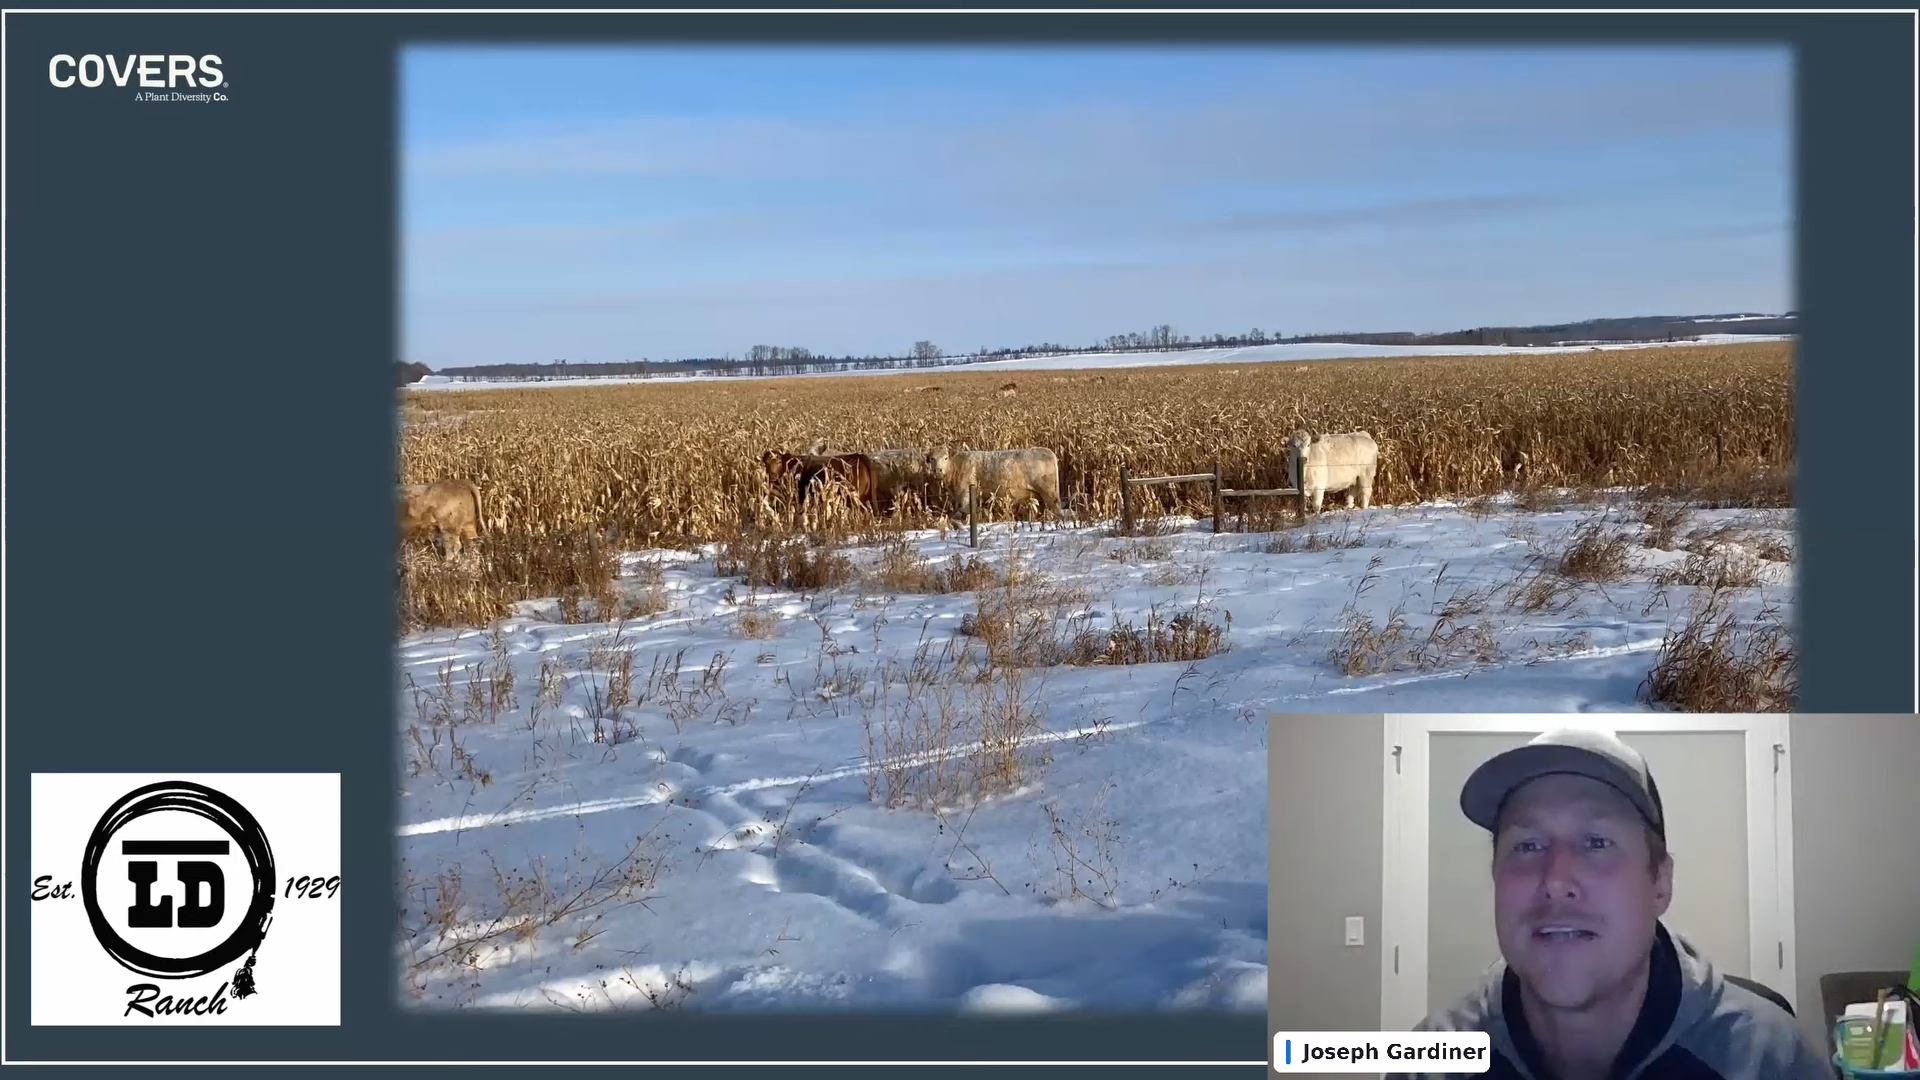 COVERS®
A Plant Diversity Co.
Est. LD 1929
Ranch
Joseph Gardiner